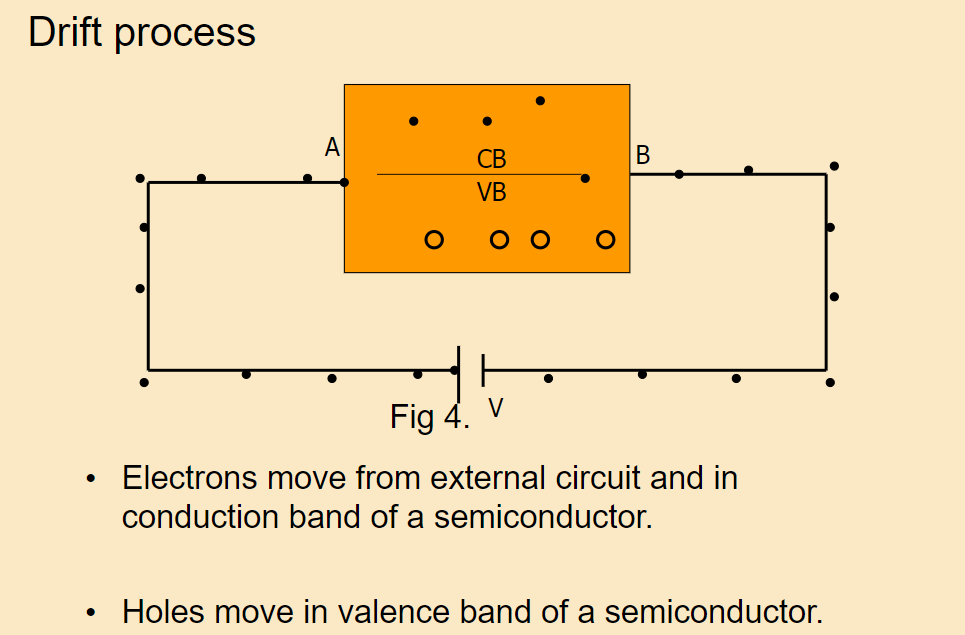 Drift process
A
B
CB
VB
V
Fig 4.
• Electrons move from external circuit and in
conduction band of a semiconductor.
• Holes move in valence band of a semiconductor.